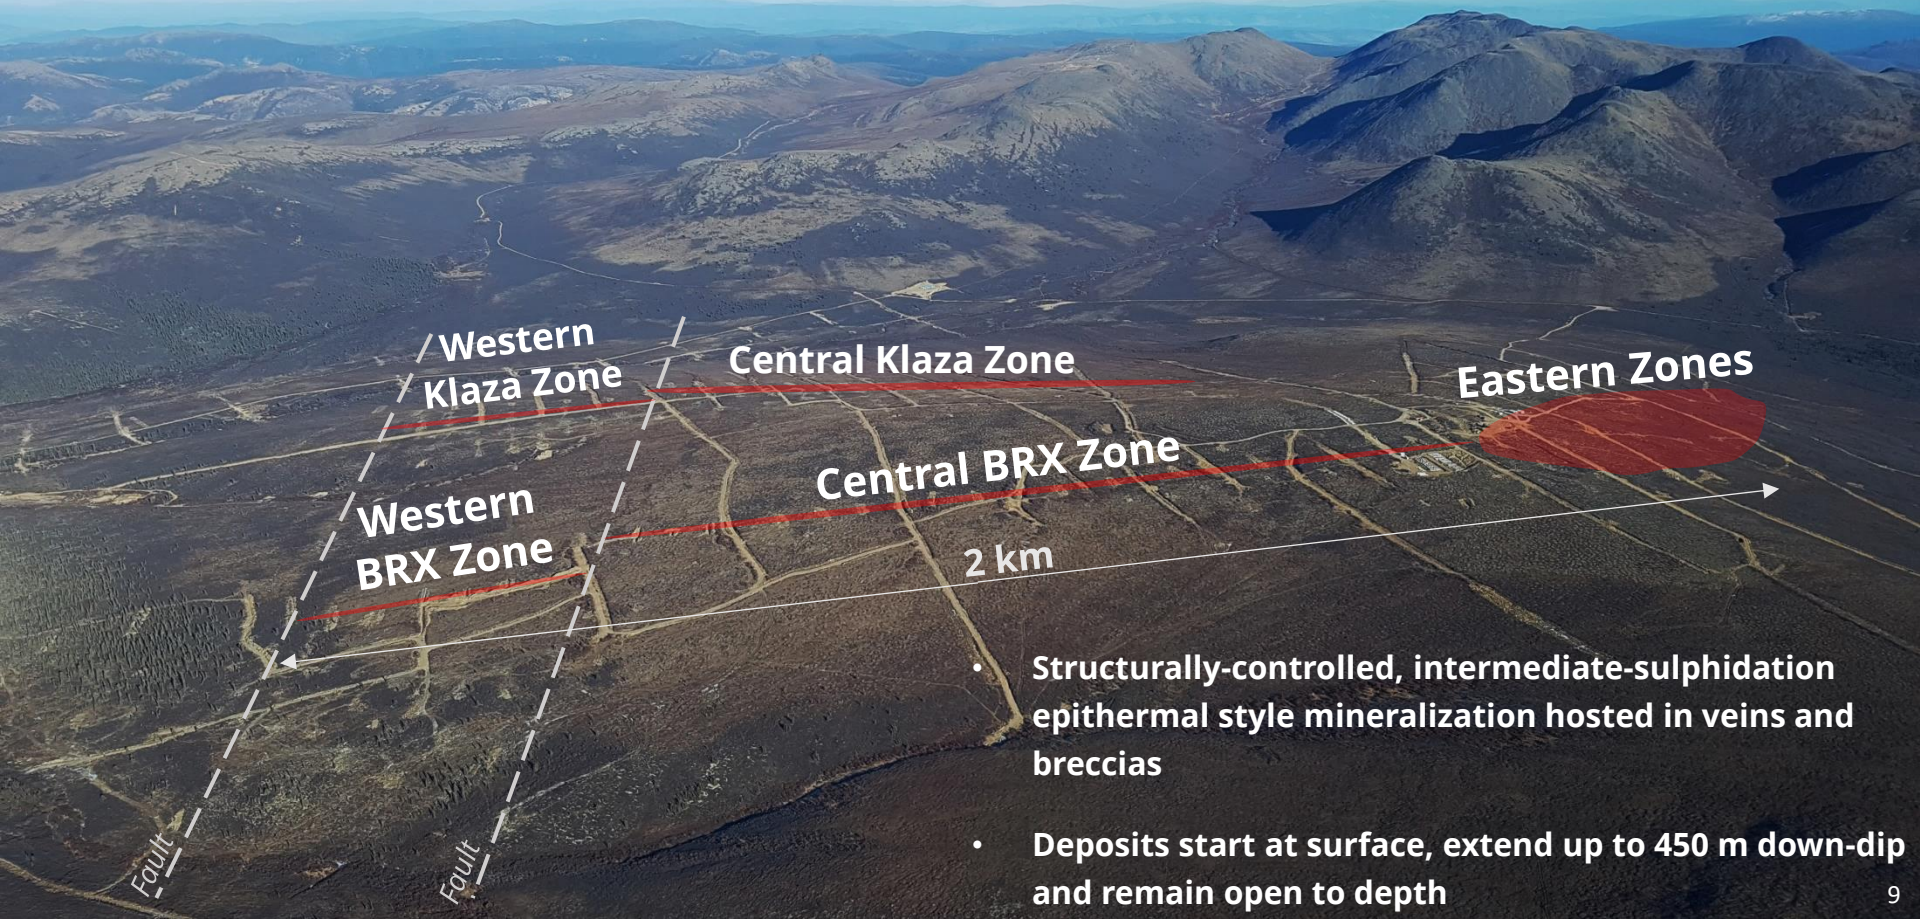 Western
Klaza Zone
Central Klaza Zone
Eastern Zones
Central BRX Zone
Western
BRX Zone
2 km
• Structurally-controlled, intermediate-sulphidation
epithermal style mineralization hosted in veins and
breccias
• Deposits start at surface, extend up to 450 m down-dip
and remain open to depth
Fault
Fault
9